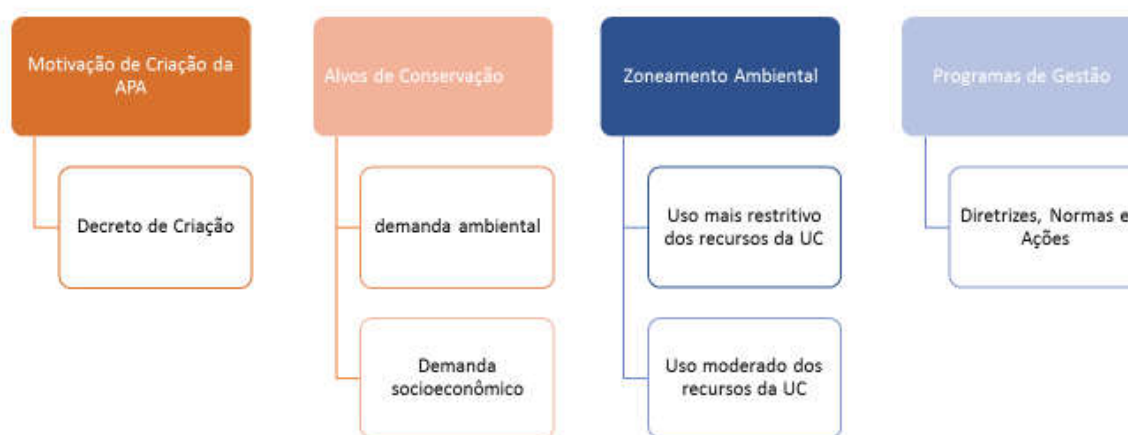 Motivação de Criação da
APA
Decreto de Criação
Alvos de Conservação
demanda ambiental
Demanda
socioeconômico
Zoneamento Ambiental
Uso mais restritivo
dos recursos da UC
Uso moderado dos
recursos da UC
Programas de Gestão
Diretrizes, Normas e
Ações